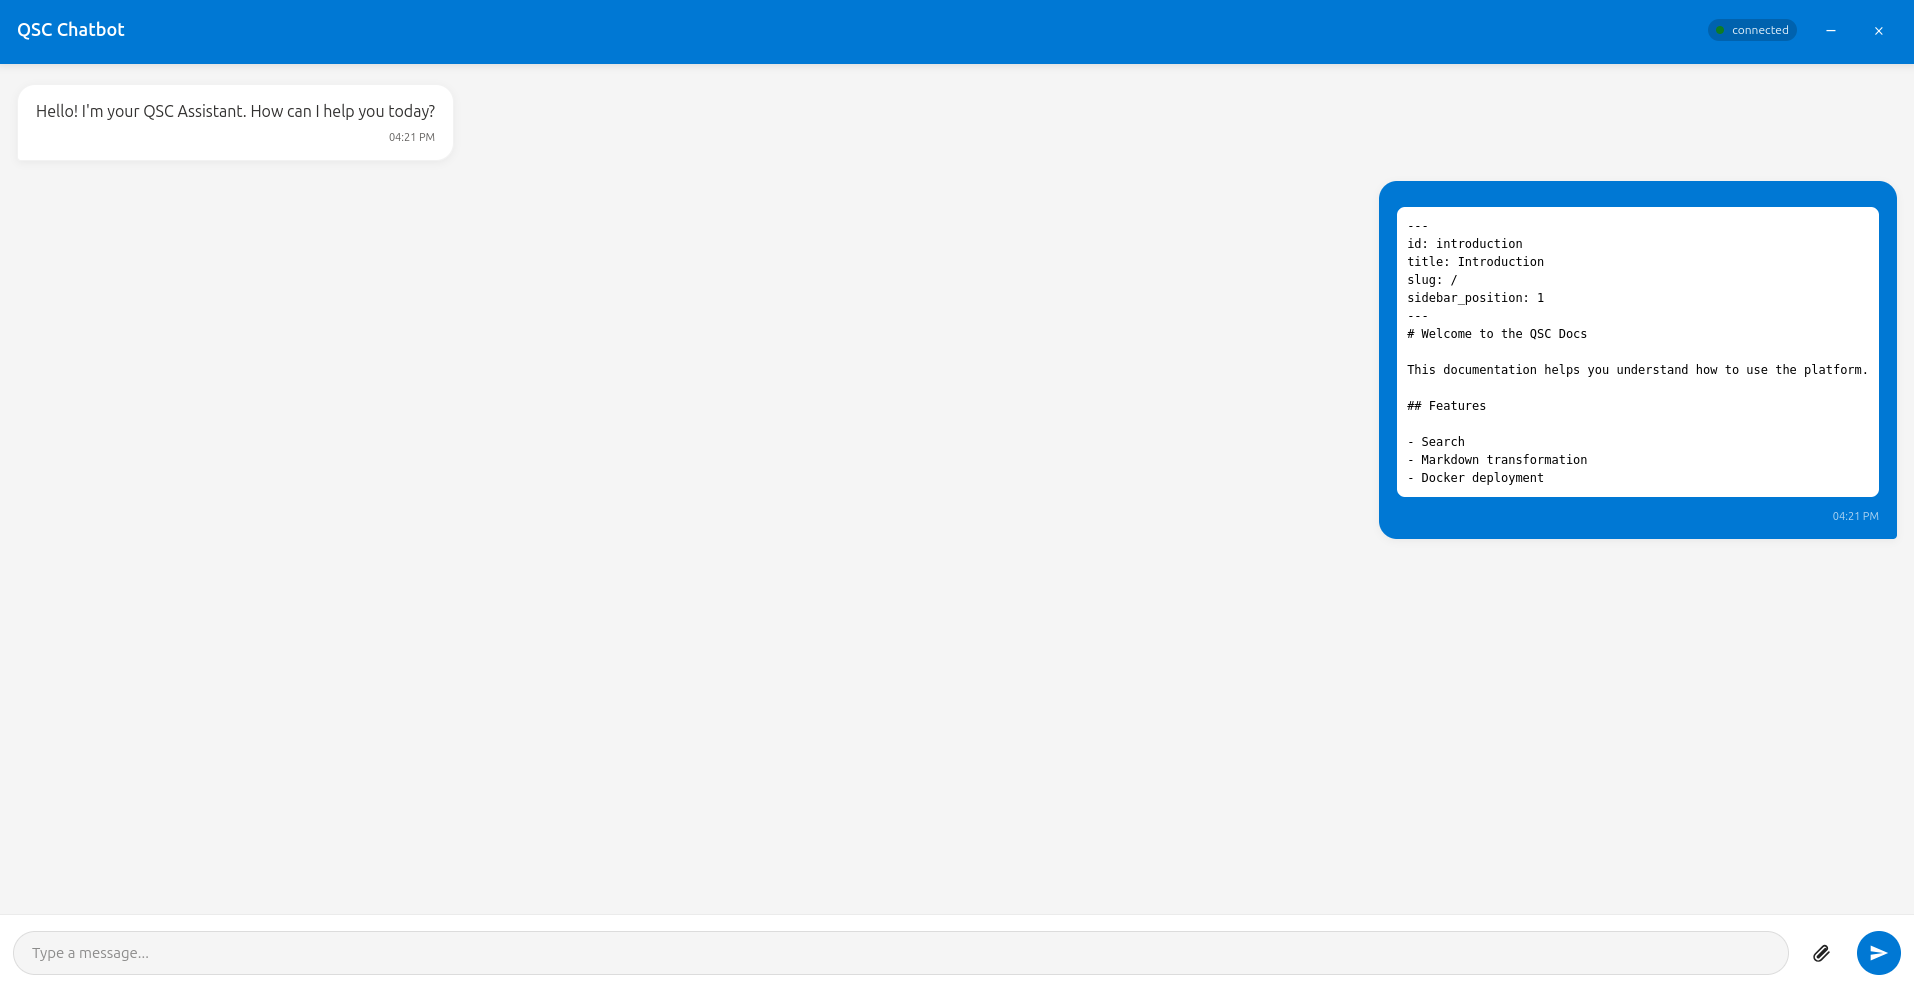 QSC Chatbot
connected
Hello! I'm your QSC Assistant. How can I help you today?
04:21 PM
---
id: introduction
title: Introduction
slug: /
sidebar_position: 1
---
# Welcome to the QSC Docs
This documentation helps you understand how to use the platform.
## Features
- Search
- Markdown transformation
- Docker deployment
04:21 PM
Type a message...